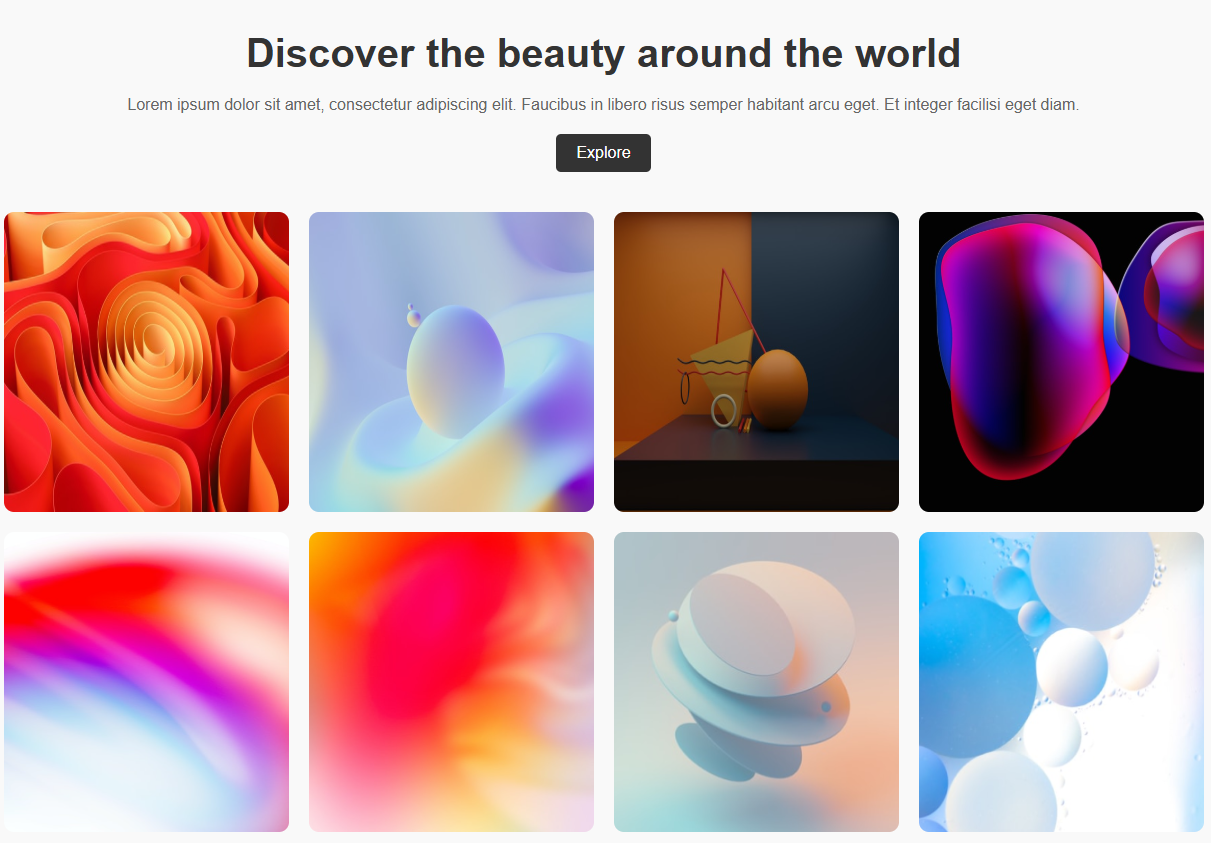 Discover the beauty around the world
Lorem ipsum dolor sit amet, consectetur adipiscing elit. Faucibus in libero risus semper habitant arcu eget. Et integer facilisi eget diam.
Explore